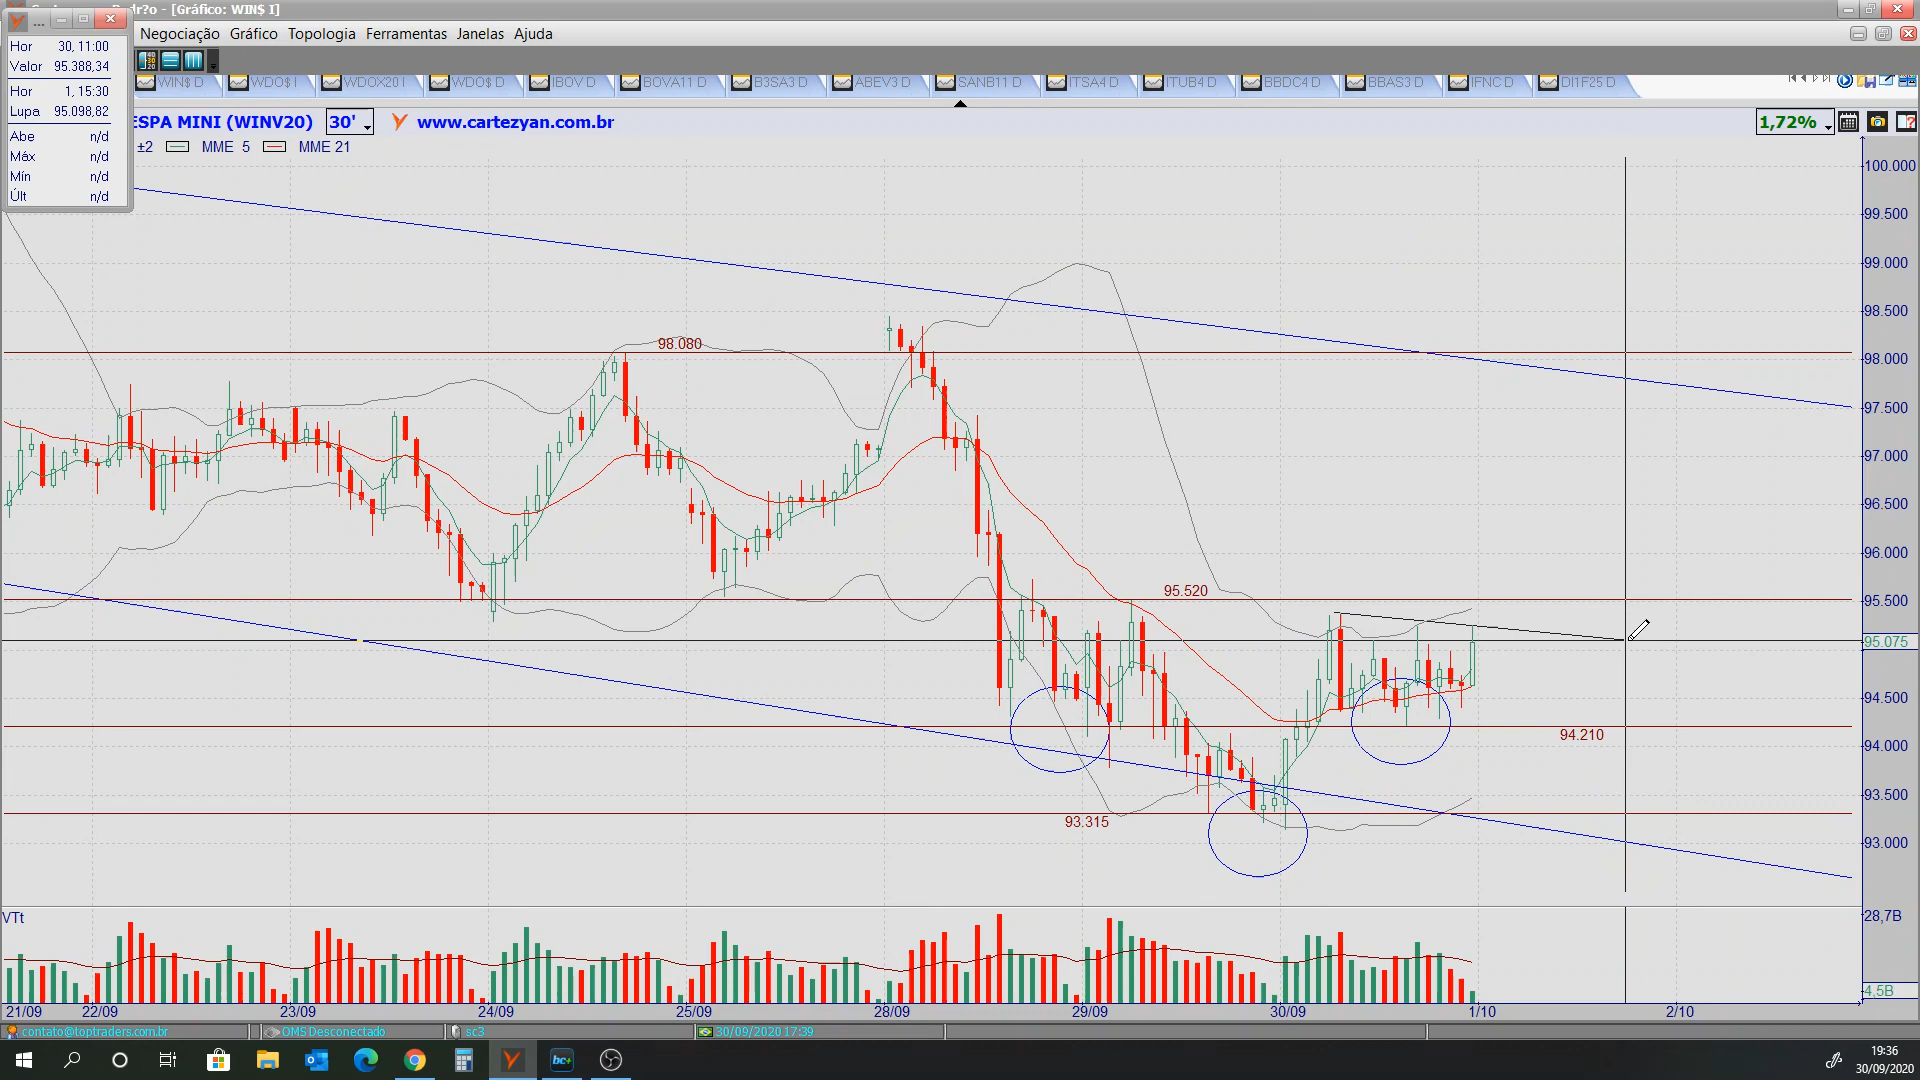 - [Gráfico: WIN$ I]
Negociação Gráfico Topologia Ferramentas Janelas Ajuda
Hor 30, 11:00
Valor 95.388,34
Hor 1, 15:30
Lupa 95.098,82
Abe n/d
Máx n/d
Mín n/d
Últ n/d
WIN$ D WDO$ I WDOX20 I WDO$ D IBOV D BOVA11 D B3SA3 D ABEV3 D SANB11 D ITSA4 D ITUB4 D BBDC4 D BBAS3 D IFNC D DI1F25 D
ESPA MINI (WINV20) 30' www.cartezyan.com.br 1,72%
±2 MME 5 MME 21
100.000
99.500
99.000
98.500
98.080
98.000
97.500
97.000
96.500
96.000
95.520
95.500
95.075
94.500
94.210
94.000
93.500
93.315
93.000
VTt
28,7B
4,5B
21/09 22/09 23/09 24/09 25/09 28/09 29/09 30/09 1/10 2/10
contato@toptraders.com.br OMS Desconectado sc3 30/09/2020 17:39
bc+
19:36
30/09/2020